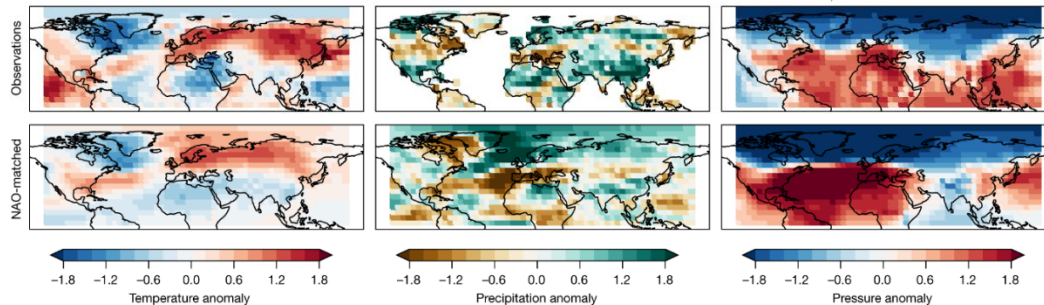 Observations
NAO-matched
−1.8 −1.2 −0.6 0.0 0.6 1.2 1.8
Temperature anomaly
−1.8 −1.2 −0.6 0.0 0.6 1.2 1.8
Precipitation anomaly
−1.8 −1.2 −0.6 0.0 0.6 1.2 1.8
Pressure anomaly